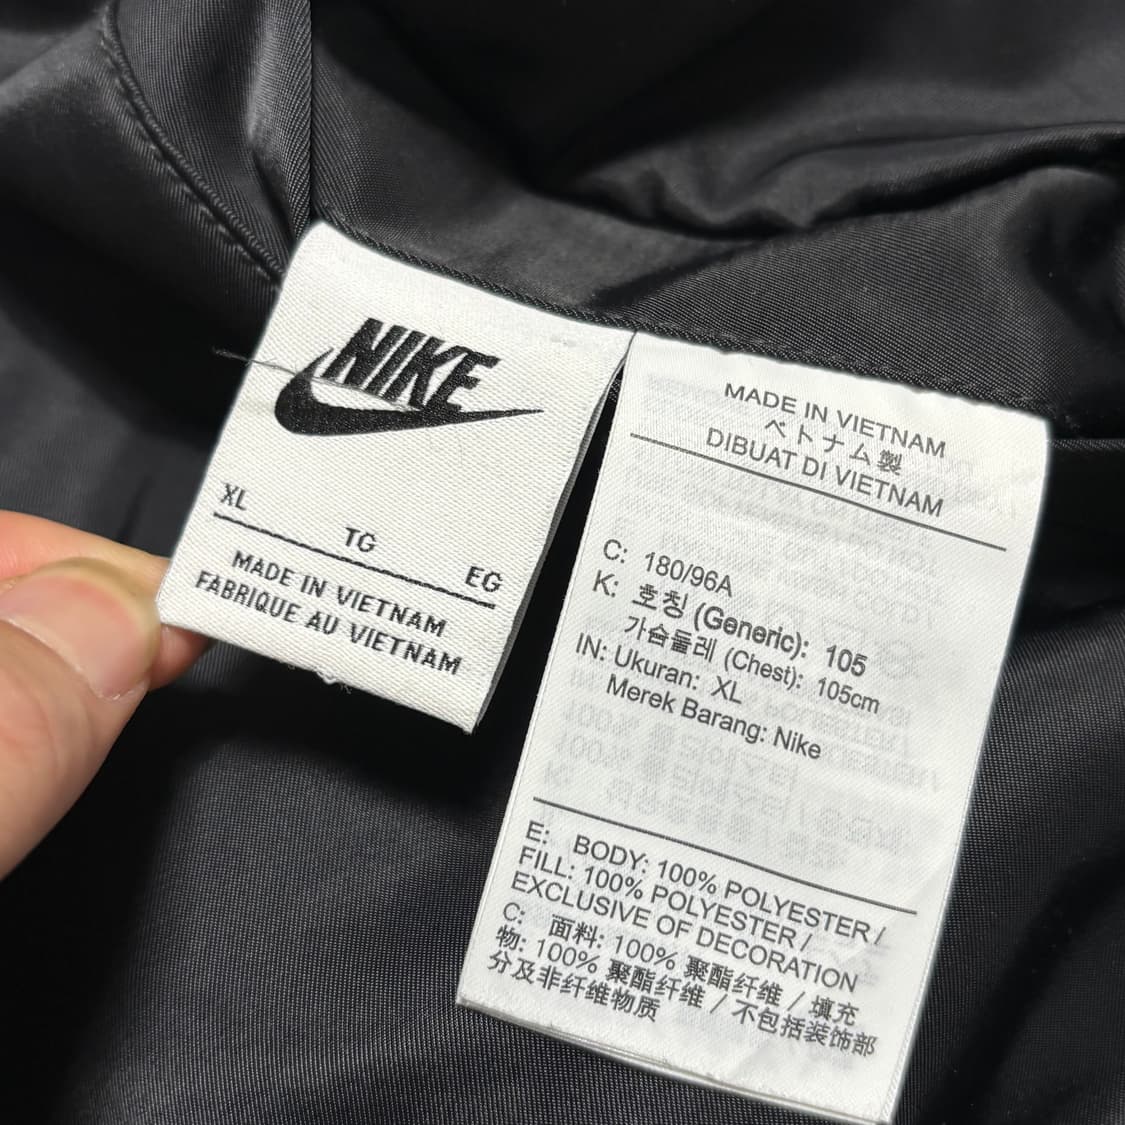 NIKE
XL
TG
EG
MADE IN VIETNAM
FABRIQUE AU VIETNAM
MADE IN VIETNAM
ベトナム製
DIBUAT DI VIETNAM
C: 180/96A
K: 호칭 (Generic): 105
가슴둘레 (Chest): 105cm
IN: Ukuran: XL
Merek Barang: Nike
E: BODY: 100% POLYESTER /
FILL: 100% POLYESTER /
EXCLUSIVE OF DECORATION
C: 面料: 100% 聚酯纤维 / 填充
物: 100% 聚酯纤维 / 不包括装饰部
分及非纤维物质